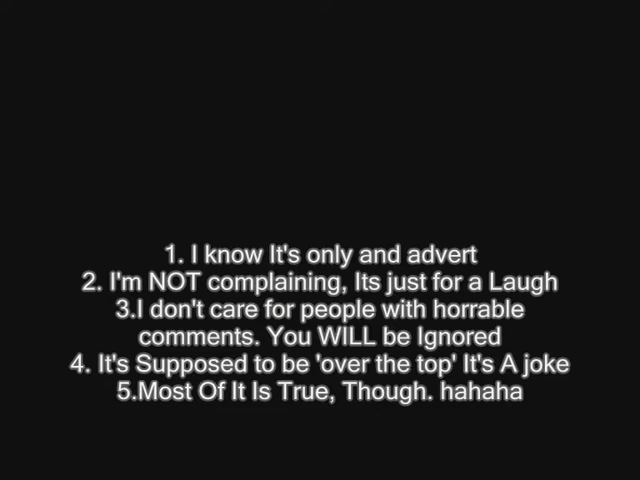 1. I know It's only and advert
2. I'm NOT complaining, Its just for a Laugh
3.I don't care for people with horrable
comments. You WILL be Ignored
4. It's Supposed to be 'over the top' It's A joke
5.Most Of It Is True, Though. hahaha